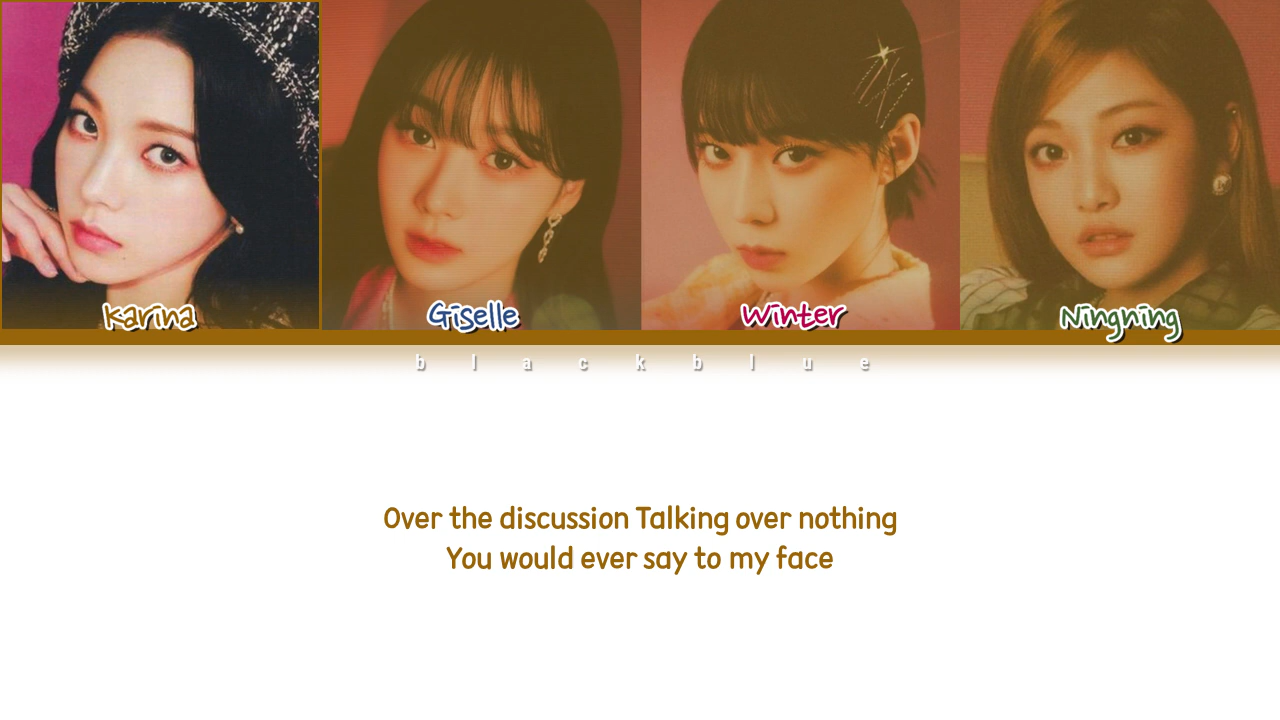 Karina
Giselle
Winter
Ningning
b l a c k b l u e
Over the discussion Talking over nothing
You would ever say to my face